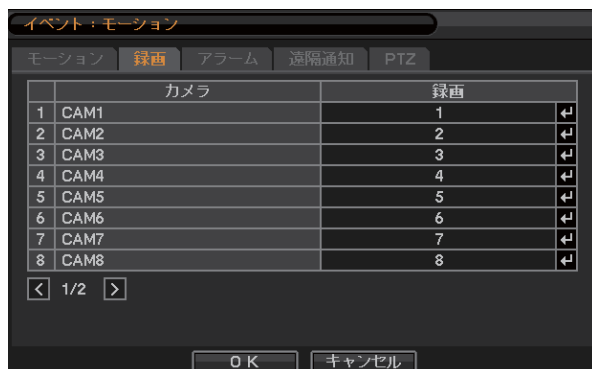 イベント：モーション
モーション 録画 アラーム 遠隔通知 PTZ
カメラ 録画
1 CAM1 1
2 CAM2 2
3 CAM3 3
4 CAM4 4
5 CAM5 5
6 CAM6 6
7 CAM7 7
8 CAM8 8
< 1/2 >
ＯＫ キャンセル